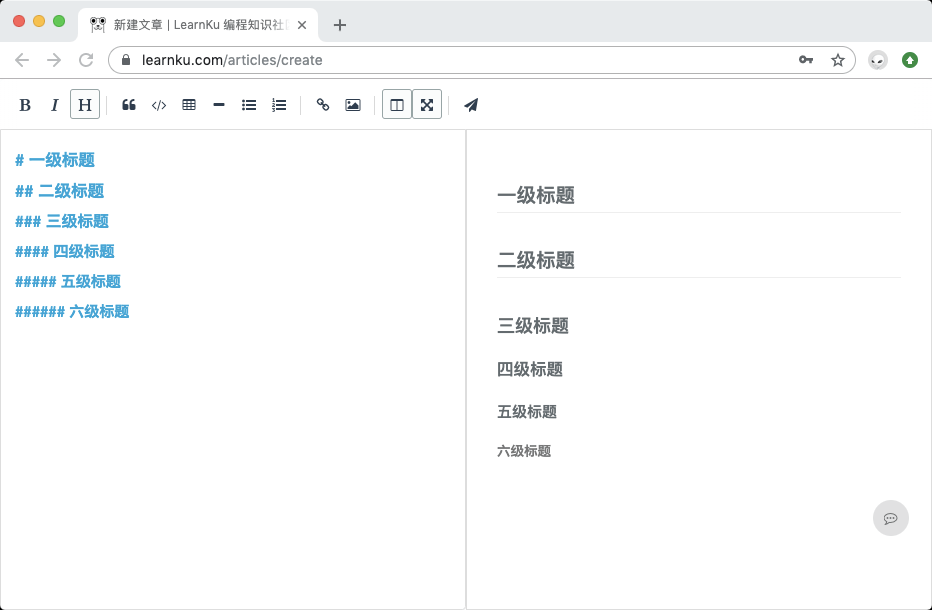 新建文章 | LearnKu 编程知识社
learnku.com/articles/create
B I H
# 一级标题
## 二级标题
### 三级标题
#### 四级标题
##### 五级标题
###### 六级标题
一级标题
二级标题
三级标题
四级标题
五级标题
六级标题